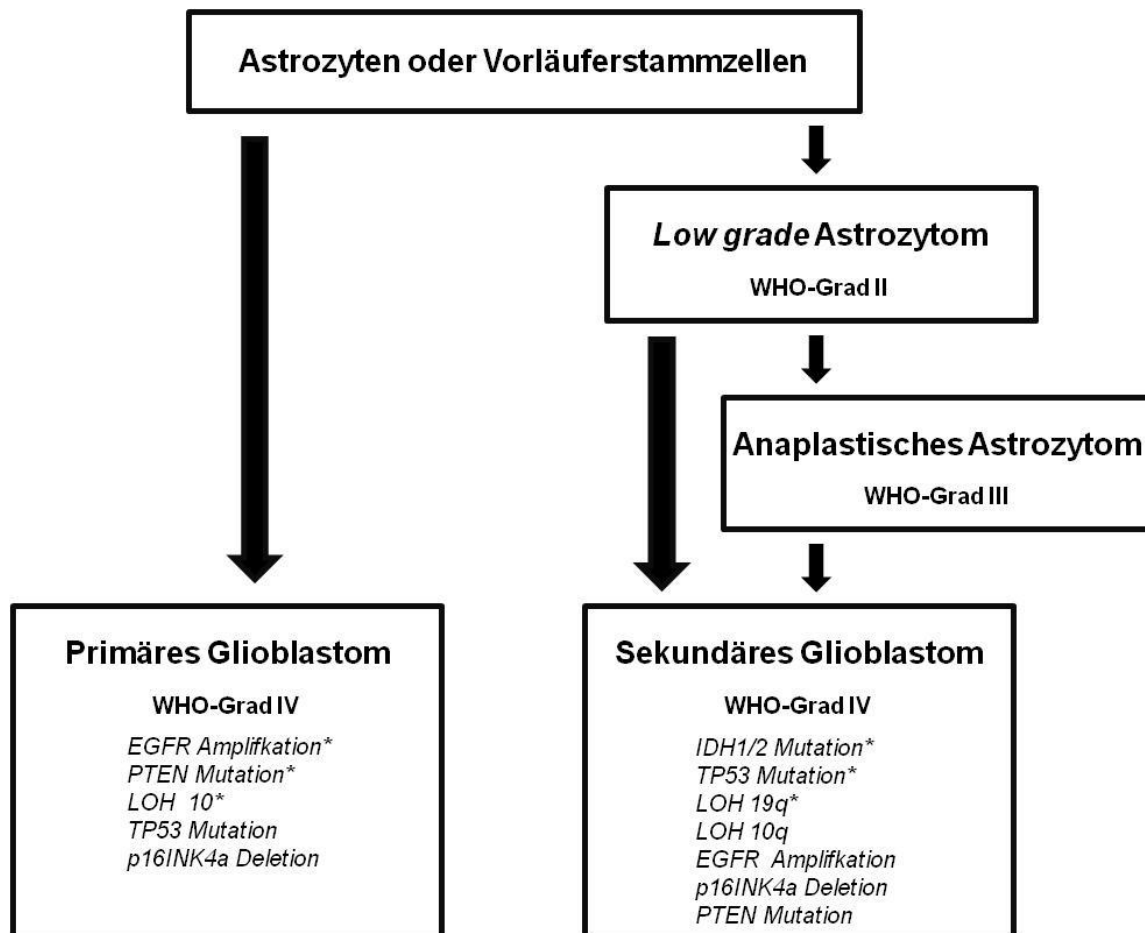 Astrozyten oder Vorläuferstammzellen
Low grade Astrozytom
WHO-Grad II
Anaplastisches Astrozytom
WHO-Grad III
Primäres Glioblastom
WHO-Grad IV
EGFR Amplifkation*
PTEN Mutation*
LOH 10*
TP53 Mutation
p16INK4a Deletion
Sekundäres Glioblastom
WHO-Grad IV
IDH1/2 Mutation*
TP53 Mutation*
LOH 19q*
LOH 10q
EGFR Amplifkation
p16INK4a Deletion
PTEN Mutation